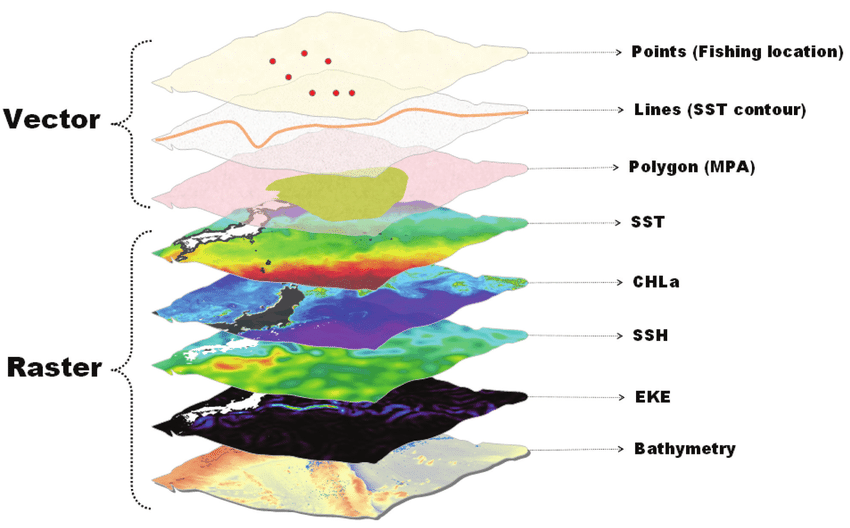 Points (Fishing location)
Lines (SST contour)
Vector
Polygon (MPA)
SST
CHLa
SSH
Raster
EKE
Bathymetry